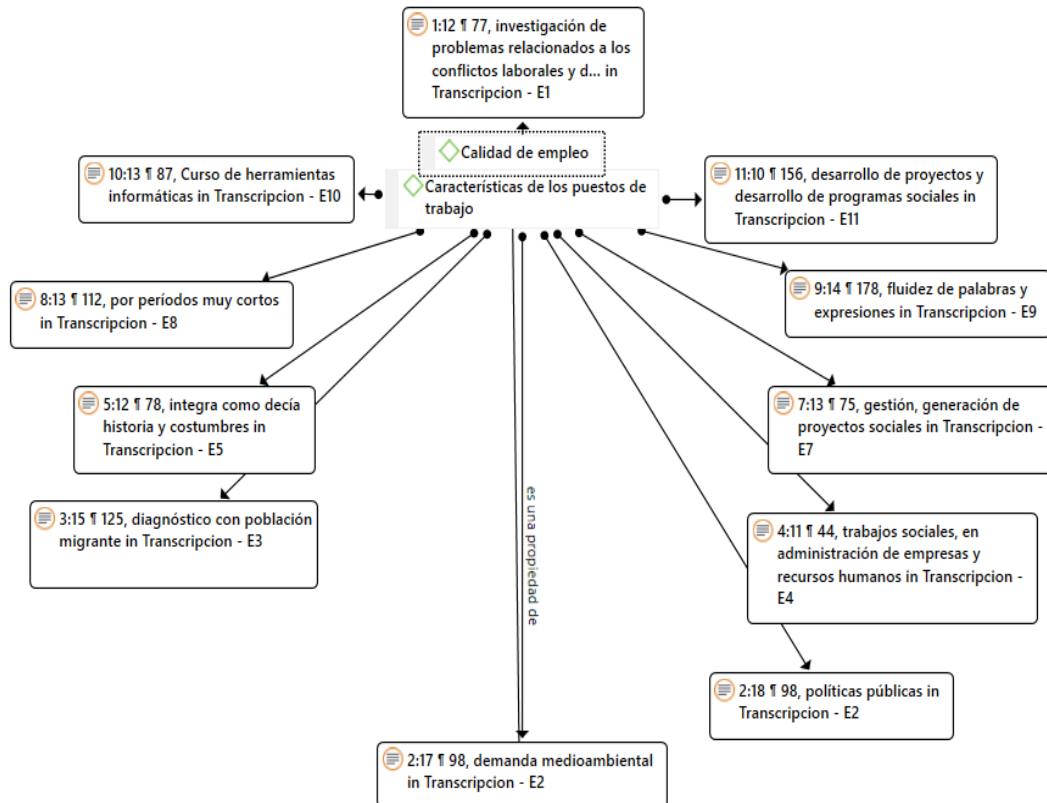 1:12 ¶ 77, investigación de
problemas relacionados a los
conflictos laborales y d... in
Transcripcion - E1
Calidad de empleo
Características de los puestos de
trabajo
10:13 ¶ 87, Curso de herramientas
informáticas in Transcripcion - E10
11:10 ¶ 156, desarrollo de proyectos y
desarrollo de programas sociales in
Transcripcion - E11
8:13 ¶ 112, por períodos muy cortos
in Transcripcion - E8
9:14 ¶ 178, fluidez de palabras y
expresiones in Transcripcion - E9
5:12 ¶ 78, integra como decía
historia y costumbres in
Transcripcion - E5
7:13 ¶ 75, gestión, generación de
proyectos sociales in Transcripcion -
E7
3:15 ¶ 125, diagnóstico con población
migrante in Transcripcion - E3
es una propiedad de
4:11 ¶ 44, trabajos sociales, en
administración de empresas y
recursos humanos in Transcripcion -
E4
2:18 ¶ 98, políticas públicas in
Transcripcion - E2
2:17 ¶ 98, demanda medioambiental
in Transcripcion - E2